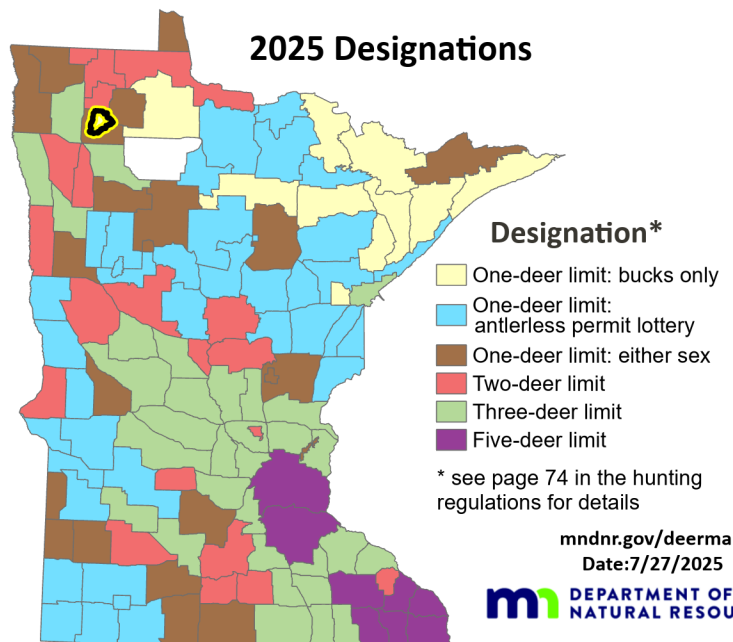 2025 Designations
Designation*
One-deer limit: bucks only
One-deer limit:
antlerless permit lottery
One-deer limit: either sex
Two-deer limit
Three-deer limit
Five-deer limit
* see page 74 in the hunting
regulations for details
mndnr.gov/deerma
Date:7/27/2025
mn DEPARTMENT OF
NATURAL RESOU